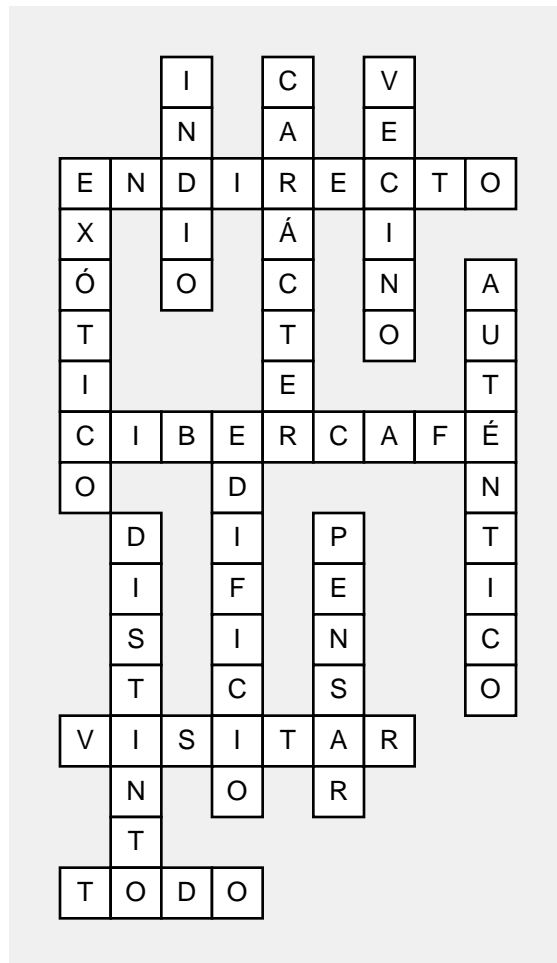 I C V
N A E
E N D I R E C T O
X I Á I
Ó O C N A
T T O U
I E T
C I B E R C A F É
O D N
D I P T
I F E I
S I N C
T C S O
V I S I T A R
N O R
T
T O D O